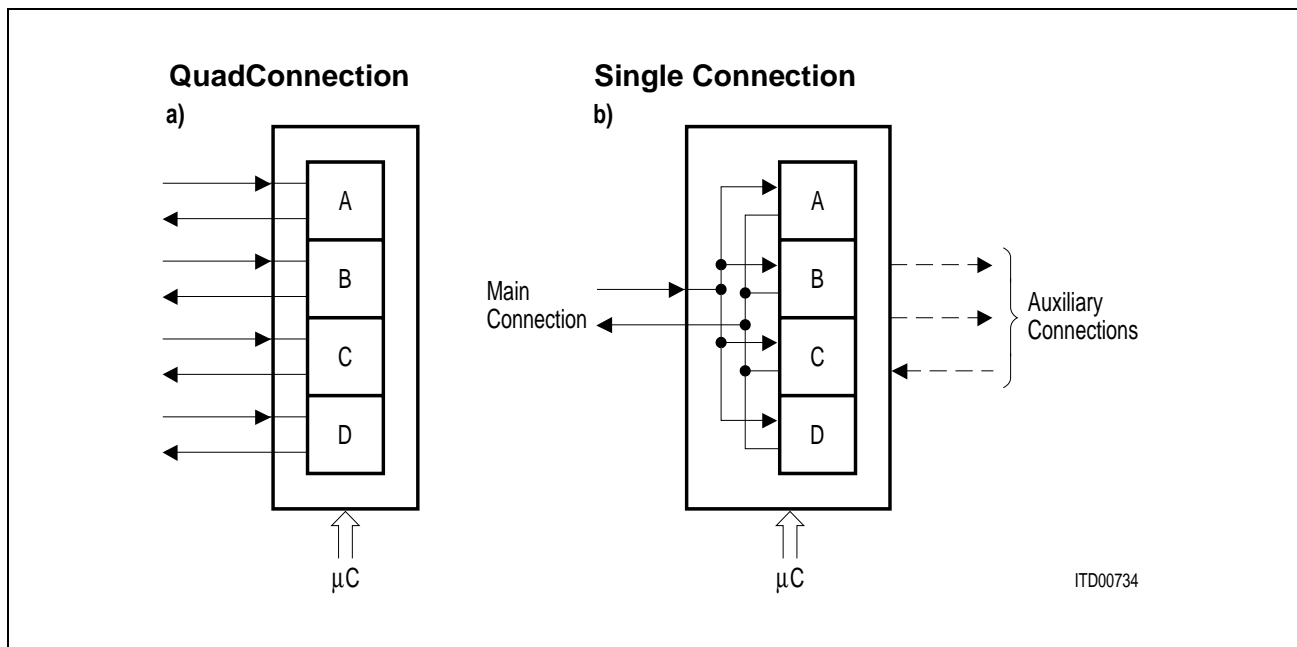 QuadConnection
a)
A
B
C
D
µC
Single Connection
b)
Main
Connection
A
B
C
D
Auxiliary
Connections
µC
ITD00734